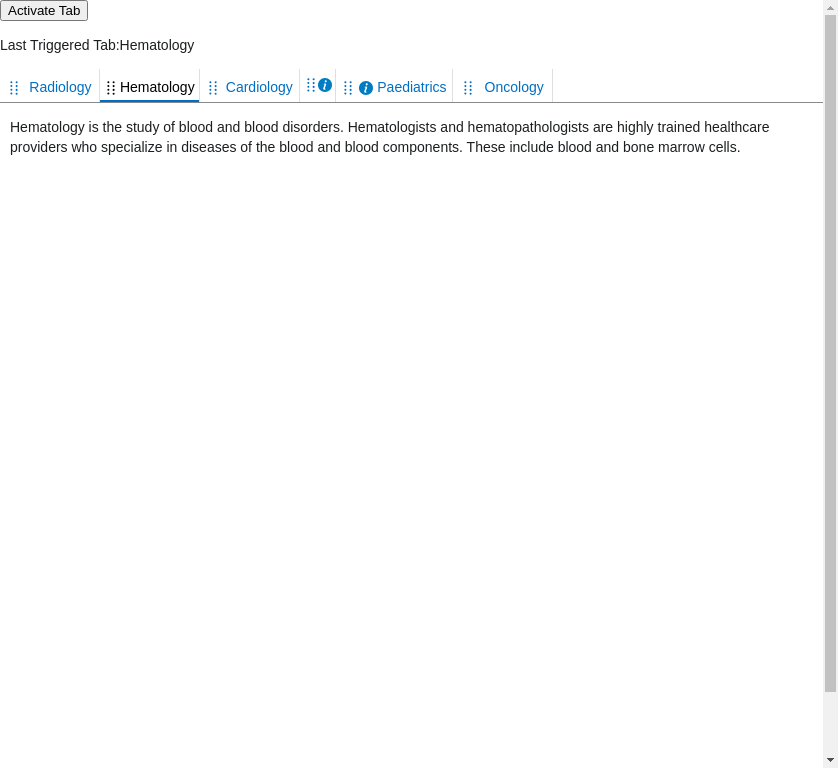 Activate Tab
Last Triggered Tab:Hematology
Radiology Hematology Cardiology i i Paediatrics Oncology
Hematology is the study of blood and blood disorders. Hematologists and hematopathologists are highly trained healthcare
providers who specialize in diseases of the blood and blood components. These include blood and bone marrow cells.